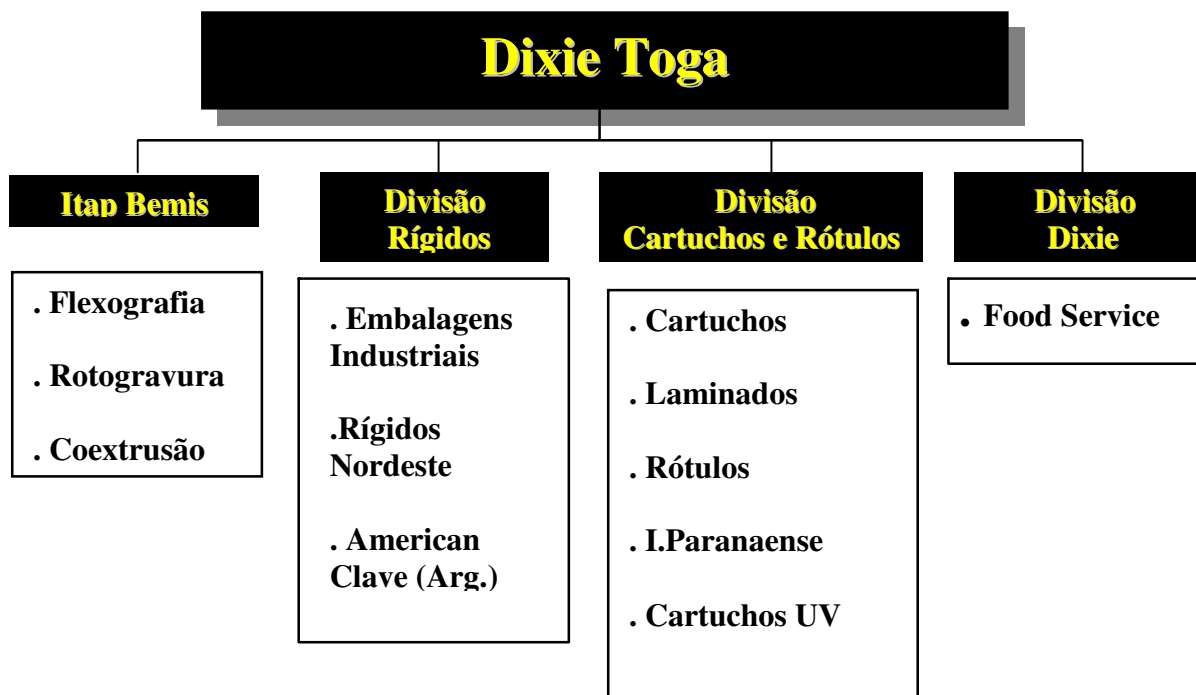 Dixie Toga
Itap Bemis
. Flexografia
. Rotogravura
. Coextrusão
Divisão
Rígidos
. Embalagens
Industriais
.Rígidos
Nordeste
. American
Clave (Arg.)
Divisão
Cartuchos e Rótulos
. Cartuchos
. Laminados
. Rótulos
. I.Paranaense
. Cartuchos UV
Divisão
Dixie
. Food Service